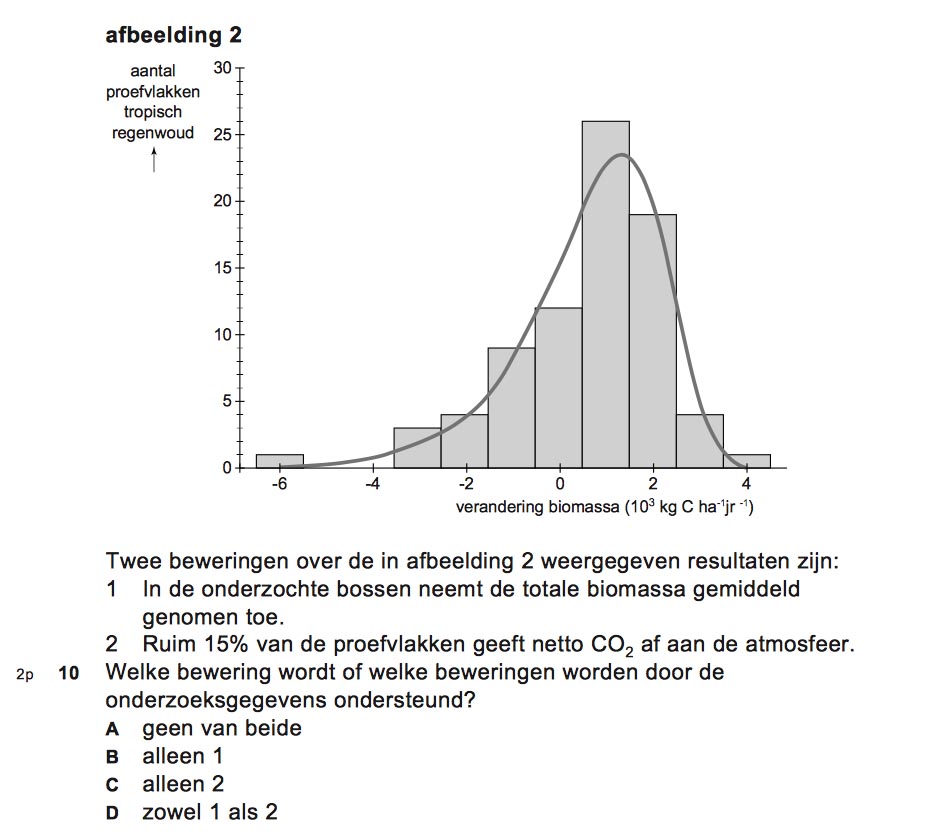 afbeelding 2
aantal
proefvlakken
tropisch
regenwoud
30
25
20
15
10
5
0
-6 -4 -2 0 2 4
verandering biomassa (10³ kg C ha⁻¹jr ⁻¹)
Twee beweringen over de in afbeelding 2 weergegeven resultaten zijn:
1 In de onderzochte bossen neemt de totale biomassa gemiddeld
genomen toe.
2 Ruim 15% van de proefvlakken geeft netto CO₂ af aan de atmosfeer.
2p 10 Welke bewering wordt of welke beweringen worden door de
onderzoeksgegevens ondersteund?
A geen van beide
B alleen 1
C alleen 2
D zowel 1 als 2